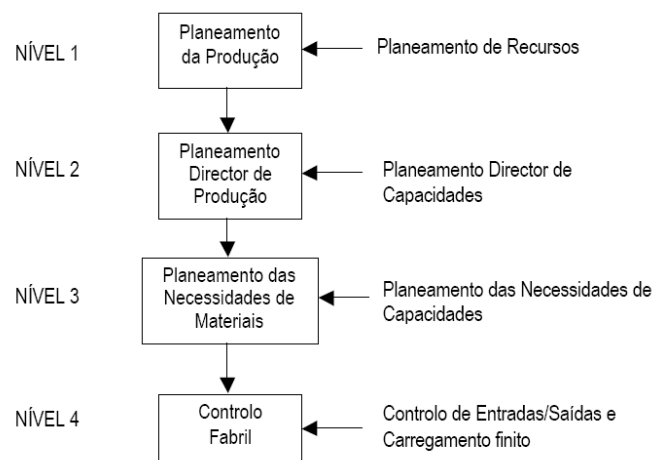 NÍVEL 1
Planeamento
da Produção
Planeamento de Recursos
NÍVEL 2
Planeamento
Director de
Produção
Planeamento Director de
Capacidades
NÍVEL 3
Planeamento das
Necessidades de
Materiais
Planeamento das Necessidades de
Capacidades
NÍVEL 4
Controlo
Fabril
Controlo de Entradas/Saídas e
Carregamento finito